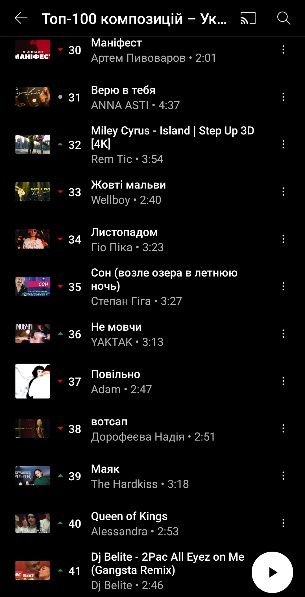 Топ-100 композицій – Ук...
30
Маніфест
Артем Пивоваров • 2:01
31
Верю в тебя
ANNA ASTI • 4:37
32
Miley Cyrus - Island | Step Up 3D
[4K]
Rem Tic • 3:54
33
Жовті мальви
Wellboy • 2:40
34
Листопадом
Гіо Піка • 3:23
35
Сон (возле озера в летнюю
ночь)
Степан Гіга • 3:27
36
Не мовчи
YAKTAK • 3:13
37
Повільно
Adam • 2:47
38
вотсап
Дорофеєва Надія • 2:51
39
Маяк
The Hardkiss • 3:18
40
Queen of Kings
Alessandra • 2:53
41
Dj Belite - 2Pac All Eyez on Me
(Gangsta Remix)
Dj Belite • 2:46